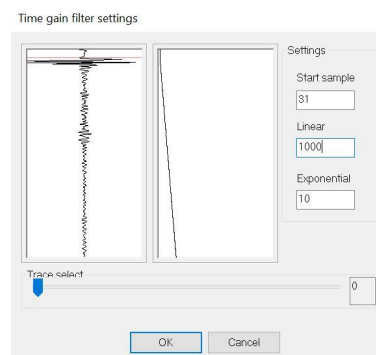 Time gain filter settings
Settings
Start sample
31
Linear
1000
Exponential
10
Trace select
0
OK
Cancel